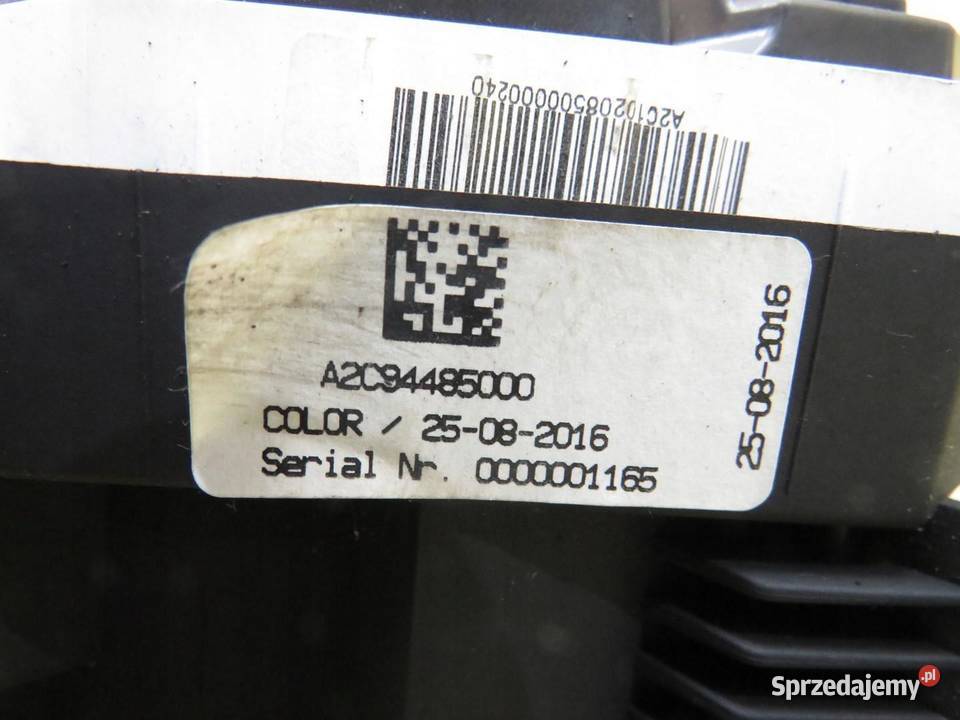 A2C1020850000240
A2C94485000
COLOR / 25-08-2016
Serial Nr. 0000001165
25-08-2016
Sprzedajemy.pl